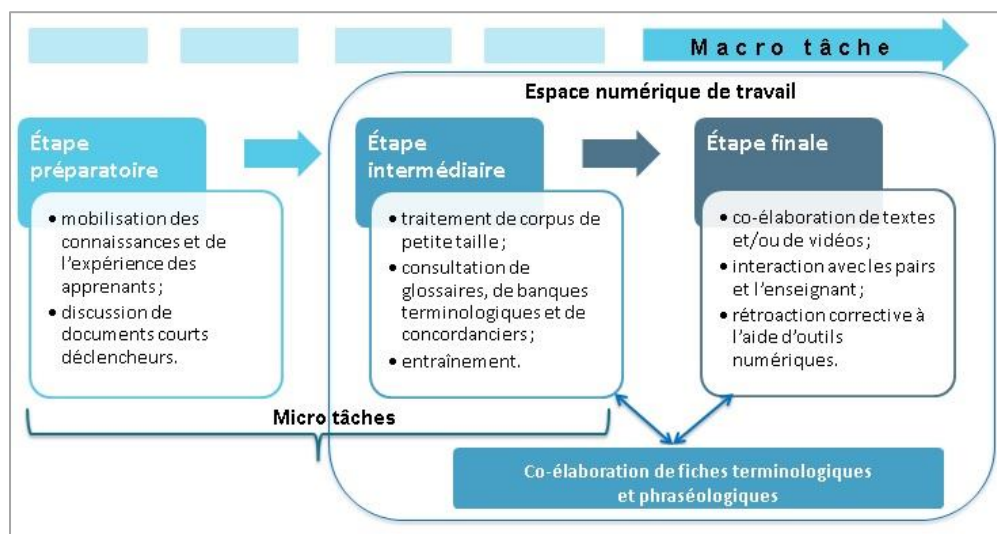 Macro tâche
Espace numérique de travail
Étape
préparatoire
• mobilisation des
connaissances et de
l'expérience des
apprenants;
• discussion de
documents courts
déclencheurs.
Étape
intermédiaire
• traitement de corpus de
petite taille;
• consultation de
glossaires, de banques
terminologiques et de
concordanciers;
• entraînement.
Étape finale
• co-élaboration de textes
et/ou de vidéos;
• interaction avec les pairs
et l'enseignant;
• rétroaction corrective à
l'aide d'outils
numériques.
Micro tâches
Co-élaboration de fiches terminologiques
et phraséologiques